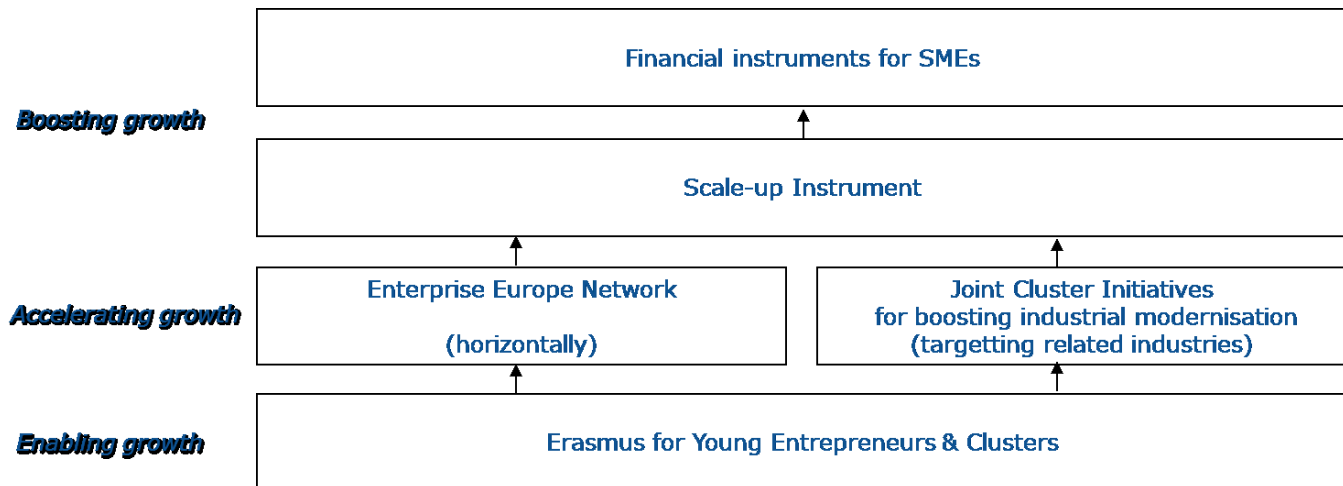 Financial instruments for SMEs
Boosting growth
Scale-up Instrument
Accelerating growth
Enterprise Europe Network
(horizontally)
Joint Cluster Initiatives
for boosting industrial modernisation
(targetting related industries)
Enabling growth
Erasmus for Young Entrepreneurs & Clusters